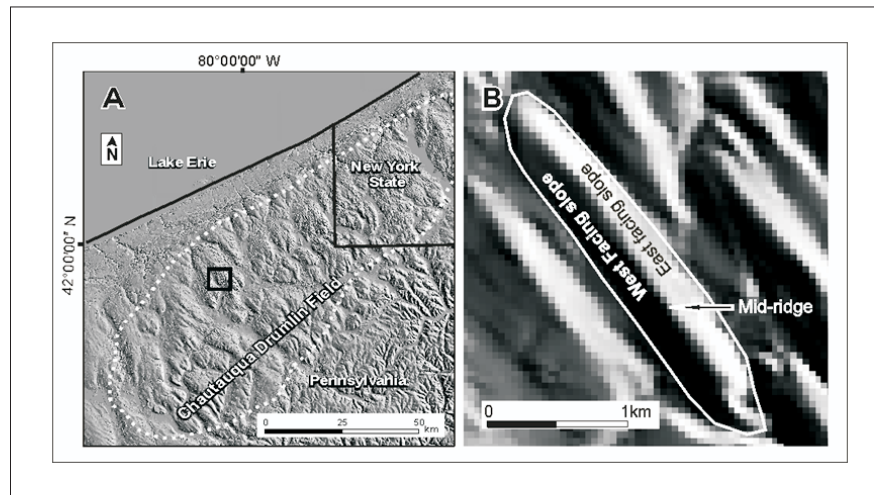 80°00'00" W
A
N
Lake Erie
New York
State
42°00'00" N
Chautauqua Drumlin Field
Pennsylvania
0 25 50
km
B
East facing slope
West Facing slope
Mid-ridge
0 1km